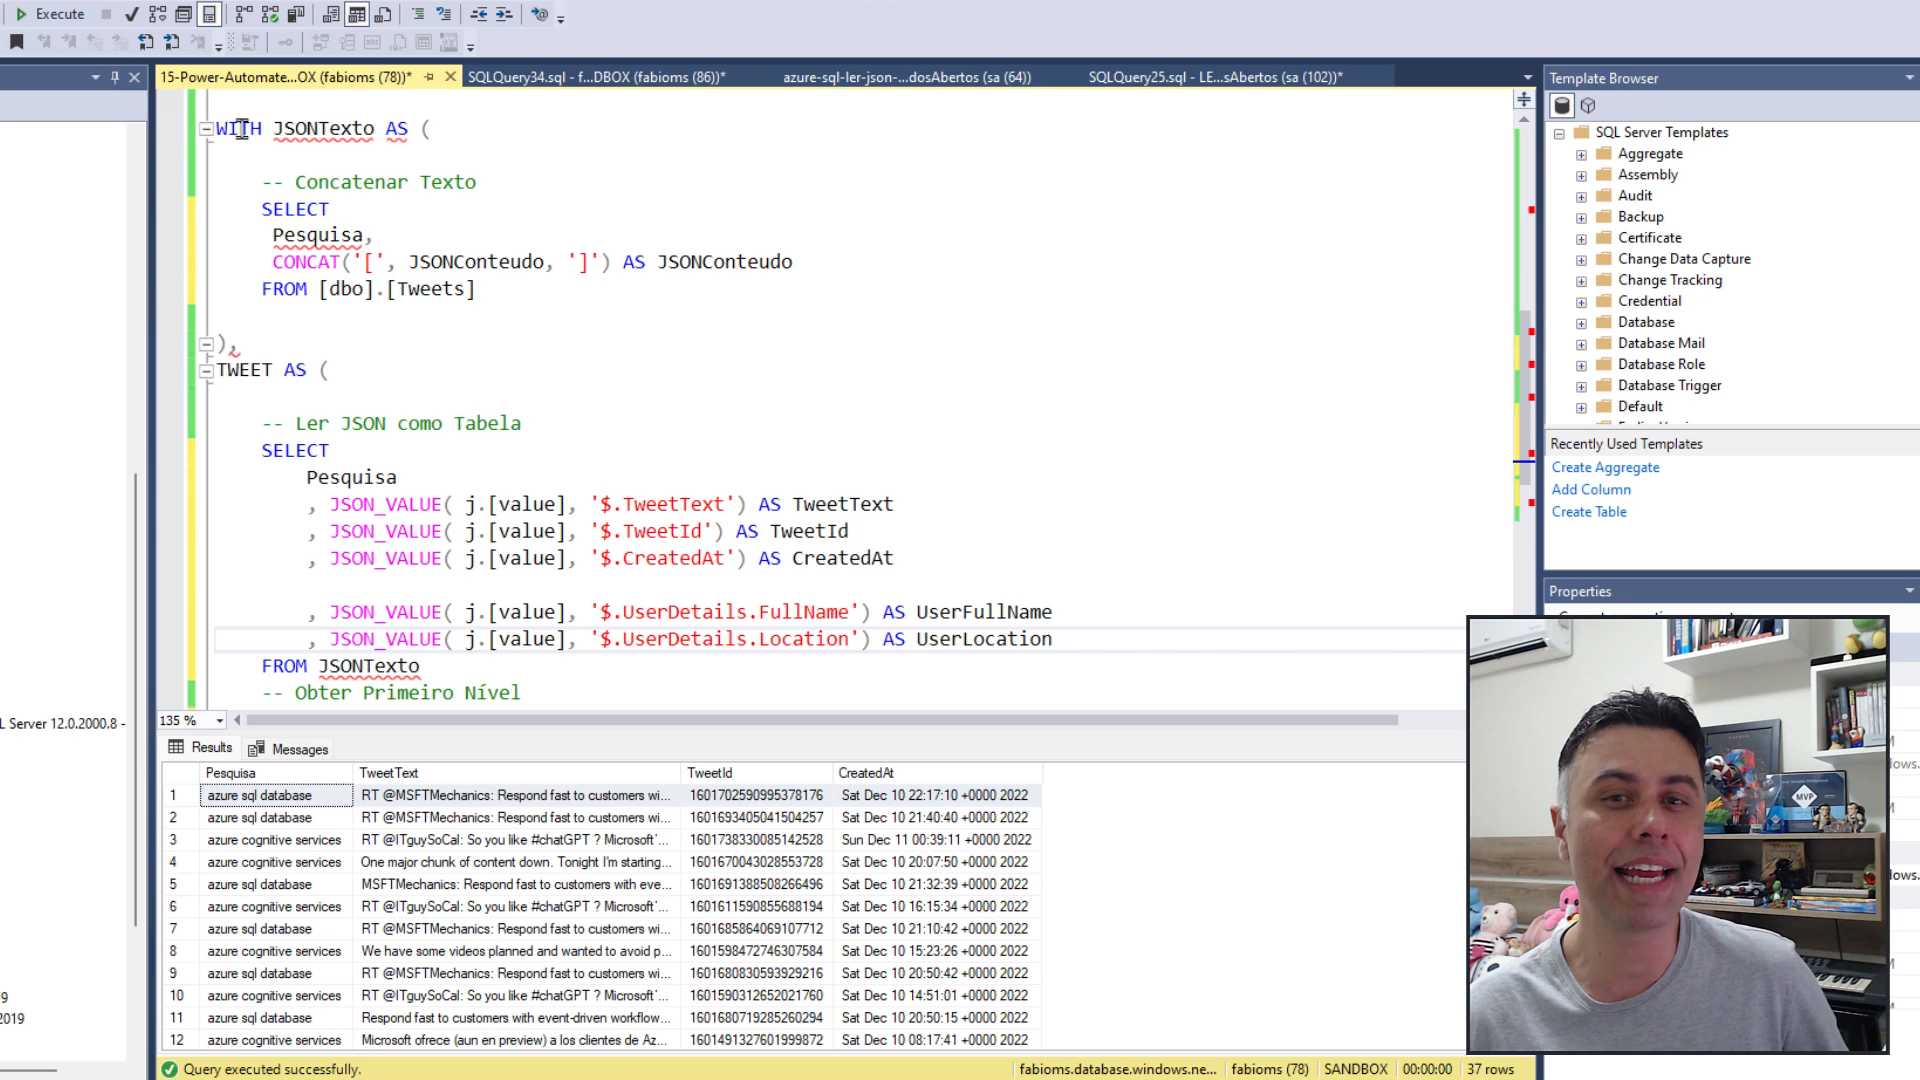 Execute
15-Power-Automate...OX (fabioms (78))*
SQLQuery34.sql - f...DBOX (fabioms (86))*
azure-sql-ler-json-...dosAbertos (sa (64))
SQLQuery25.sql - LE...sAbertos (sa (102))*
WITH JSONTexto AS (
-- Concatenar Texto
SELECT
Pesquisa,
CONCAT('[', JSONConteudo, ']') AS JSONConteudo
FROM [dbo].[Tweets]
),
TWEET AS (
-- Ler JSON como Tabela
SELECT
Pesquisa
, JSON_VALUE( j.[value], '$.TweetText') AS TweetText
, JSON_VALUE( j.[value], '$.TweetId') AS TweetId
, JSON_VALUE( j.[value], '$.CreatedAt') AS CreatedAt
, JSON_VALUE( j.[value], '$.UserDetails.FullName') AS UserFullName
, JSON_VALUE( j.[value], '$.UserDetails.Location') AS UserLocation
FROM JSONTexto
-- Obter Primeiro Nível
135 %
L Server 12.0.2000.8 -
9
2019
Results
Messages
Pesquisa TweetText TweetId CreatedAt
1 azure sql database RT @MSFTMechanics: Respond fast to customers wi... 1601702590995378176 Sat Dec 10 22:17:10 +0000 2022
2 azure sql database RT @MSFTMechanics: Respond fast to customers wi... 1601693405041504257 Sat Dec 10 21:40:40 +0000 2022
3 azure cognitive services RT @ITguySoCal: So you like #chatGPT ? Microsoft'... 1601738330085142528 Sun Dec 11 00:39:11 +0000 2022
4 azure cognitive services One major chunk of content down. Tonight I'm starting... 1601670043028553728 Sat Dec 10 20:07:50 +0000 2022
5 azure sql database MSFTMechanics: Respond fast to customers with eve... 1601691388508266496 Sat Dec 10 21:32:39 +0000 2022
6 azure cognitive services RT @ITguySoCal: So you like #chatGPT ? Microsoft'... 1601611590855688194 Sat Dec 10 16:15:34 +0000 2022
7 azure sql database RT @MSFTMechanics: Respond fast to customers wi... 1601685864069107712 Sat Dec 10 21:10:42 +0000 2022
8 azure cognitive services We have some videos planned and wanted to avoid p... 1601598472746307584 Sat Dec 10 15:23:26 +0000 2022
9 azure sql database RT @MSFTMechanics: Respond fast to customers wi... 1601680830593929216 Sat Dec 10 20:50:42 +0000 2022
10 azure cognitive services RT @ITguySoCal: So you like #chatGPT ? Microsoft'... 1601590312652021760 Sat Dec 10 14:51:01 +0000 2022
11 azure sql database Respond fast to customers with event-driven workflow... 1601680719285260294 Sat Dec 10 20:50:15 +0000 2022
12 azure cognitive services Microsoft ofrece (aun en preview) a los clientes de Az... 1601491327601999872 Sat Dec 10 08:17:41 +0000 2022
Query executed successfully.
fabioms.database.windows.ne...
fabioms (78)
SANDBOX
00:00:00
37 rows
Template Browser
SQL Server Templates
Aggregate
Assembly
Audit
Backup
Certificate
Change Data Capture
Change Tracking
Credential
Database
Database Mail
Database Role
Database Trigger
Default
Recently Used Templates
Create Aggregate
Add Column
Create Table
Properties
MVP